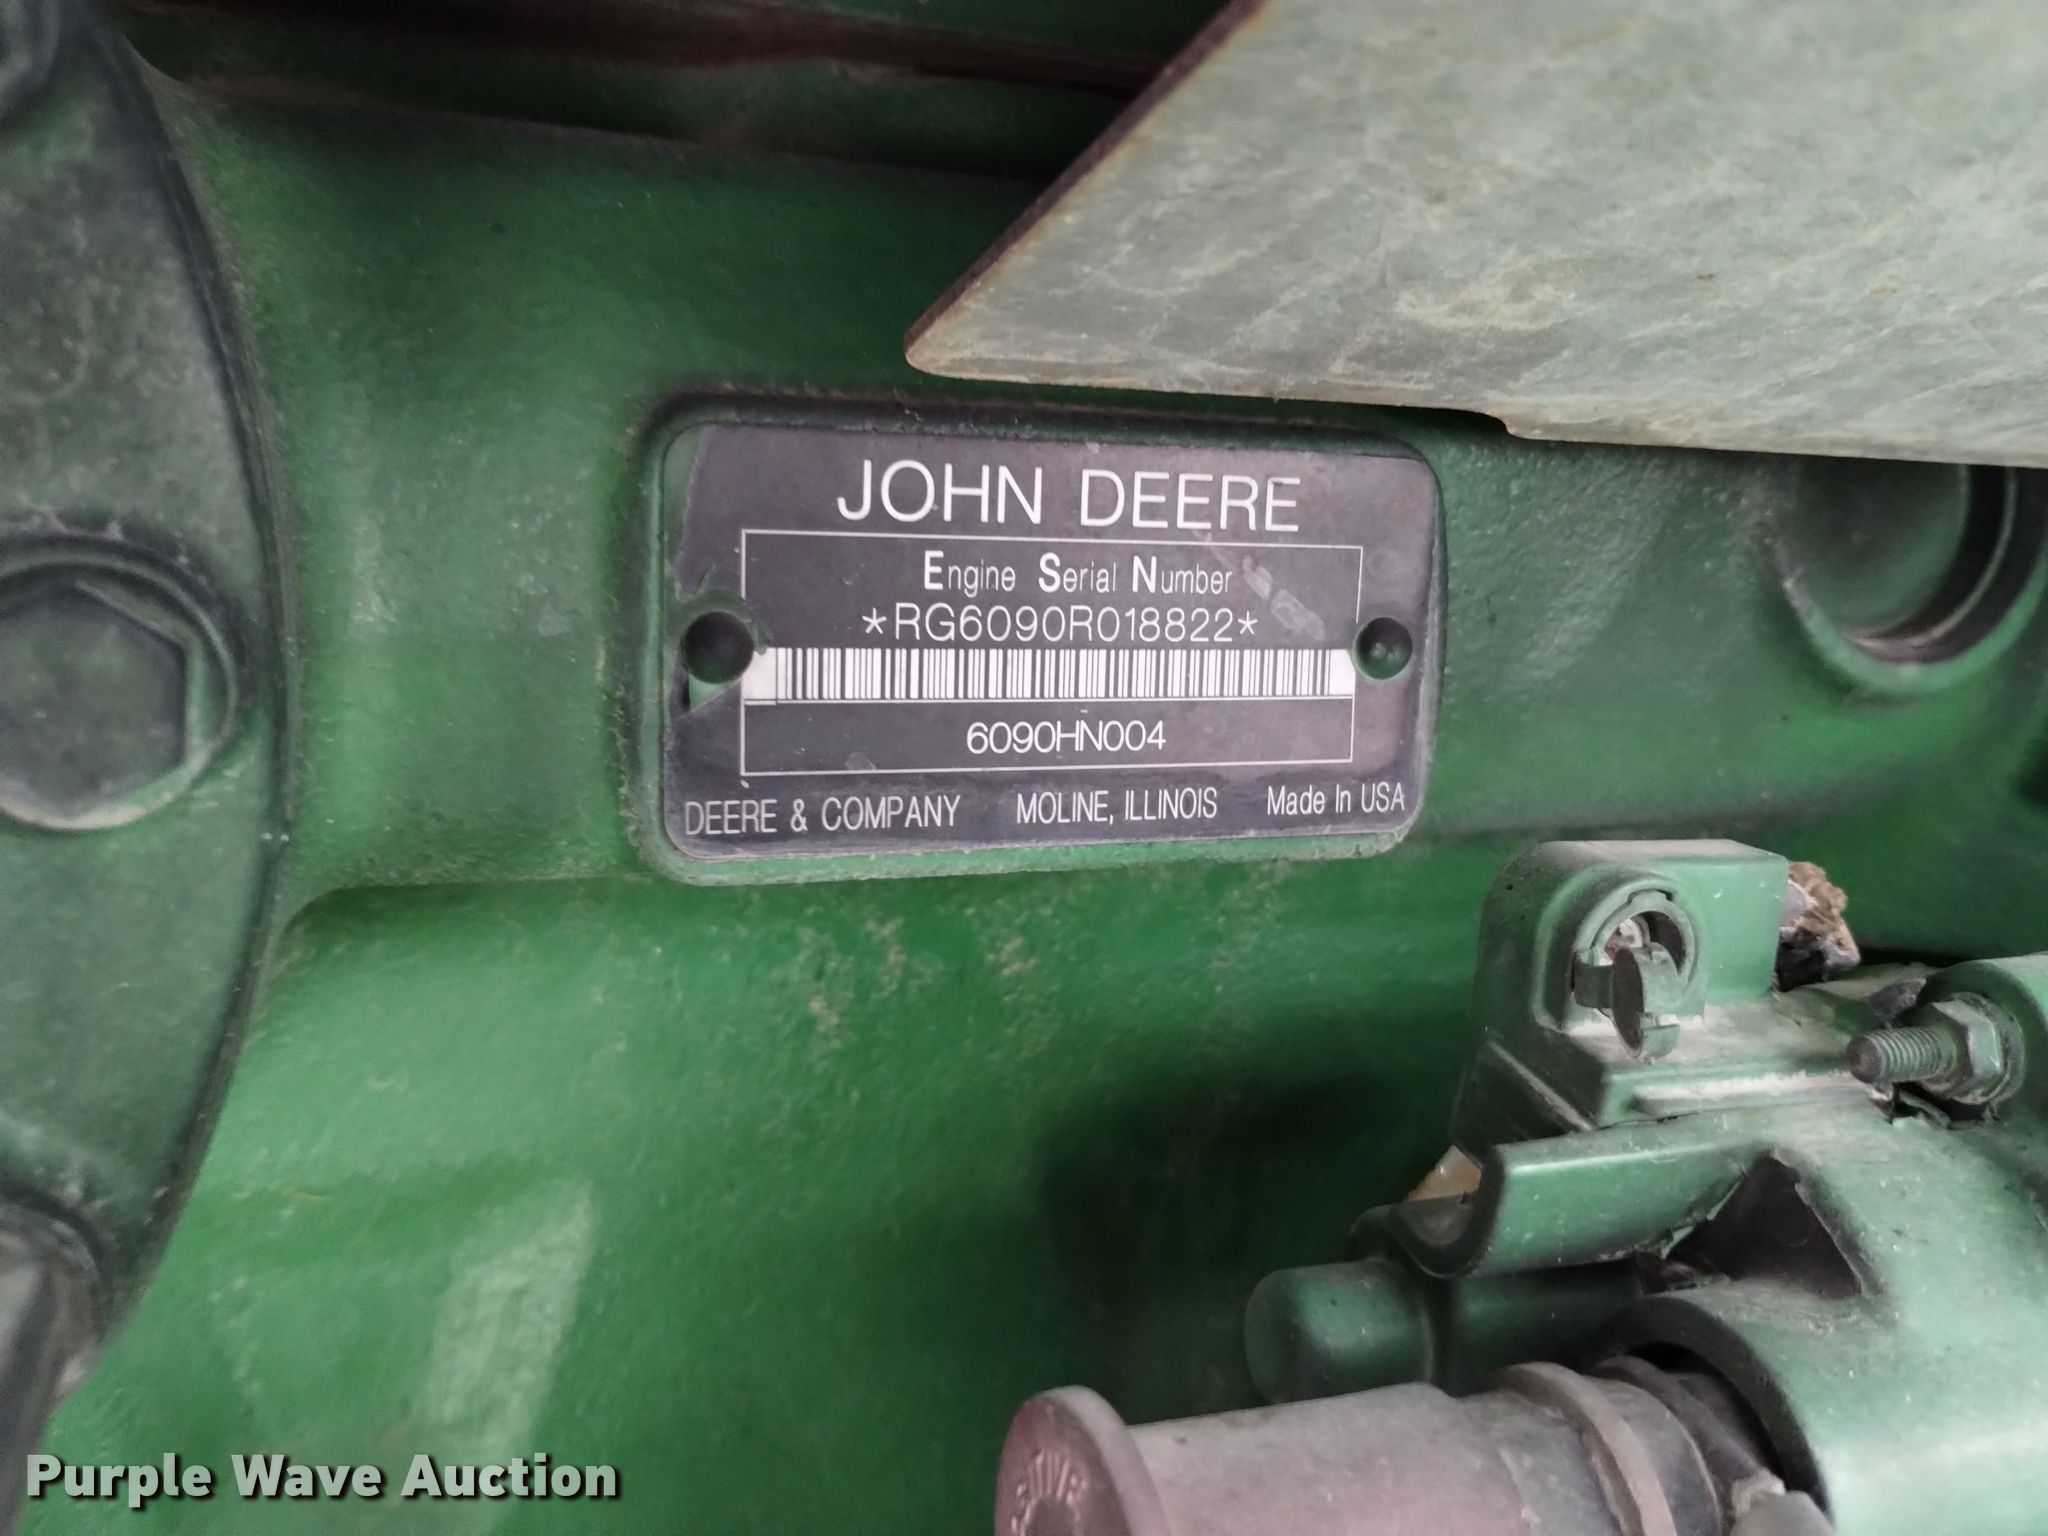 JOHN DEERE
Engine Serial Number
*RG6090R018822*
6090HN004
DEERE & COMPANY MOLINE, ILLINOIS Made In USA
Purple Wave Auction